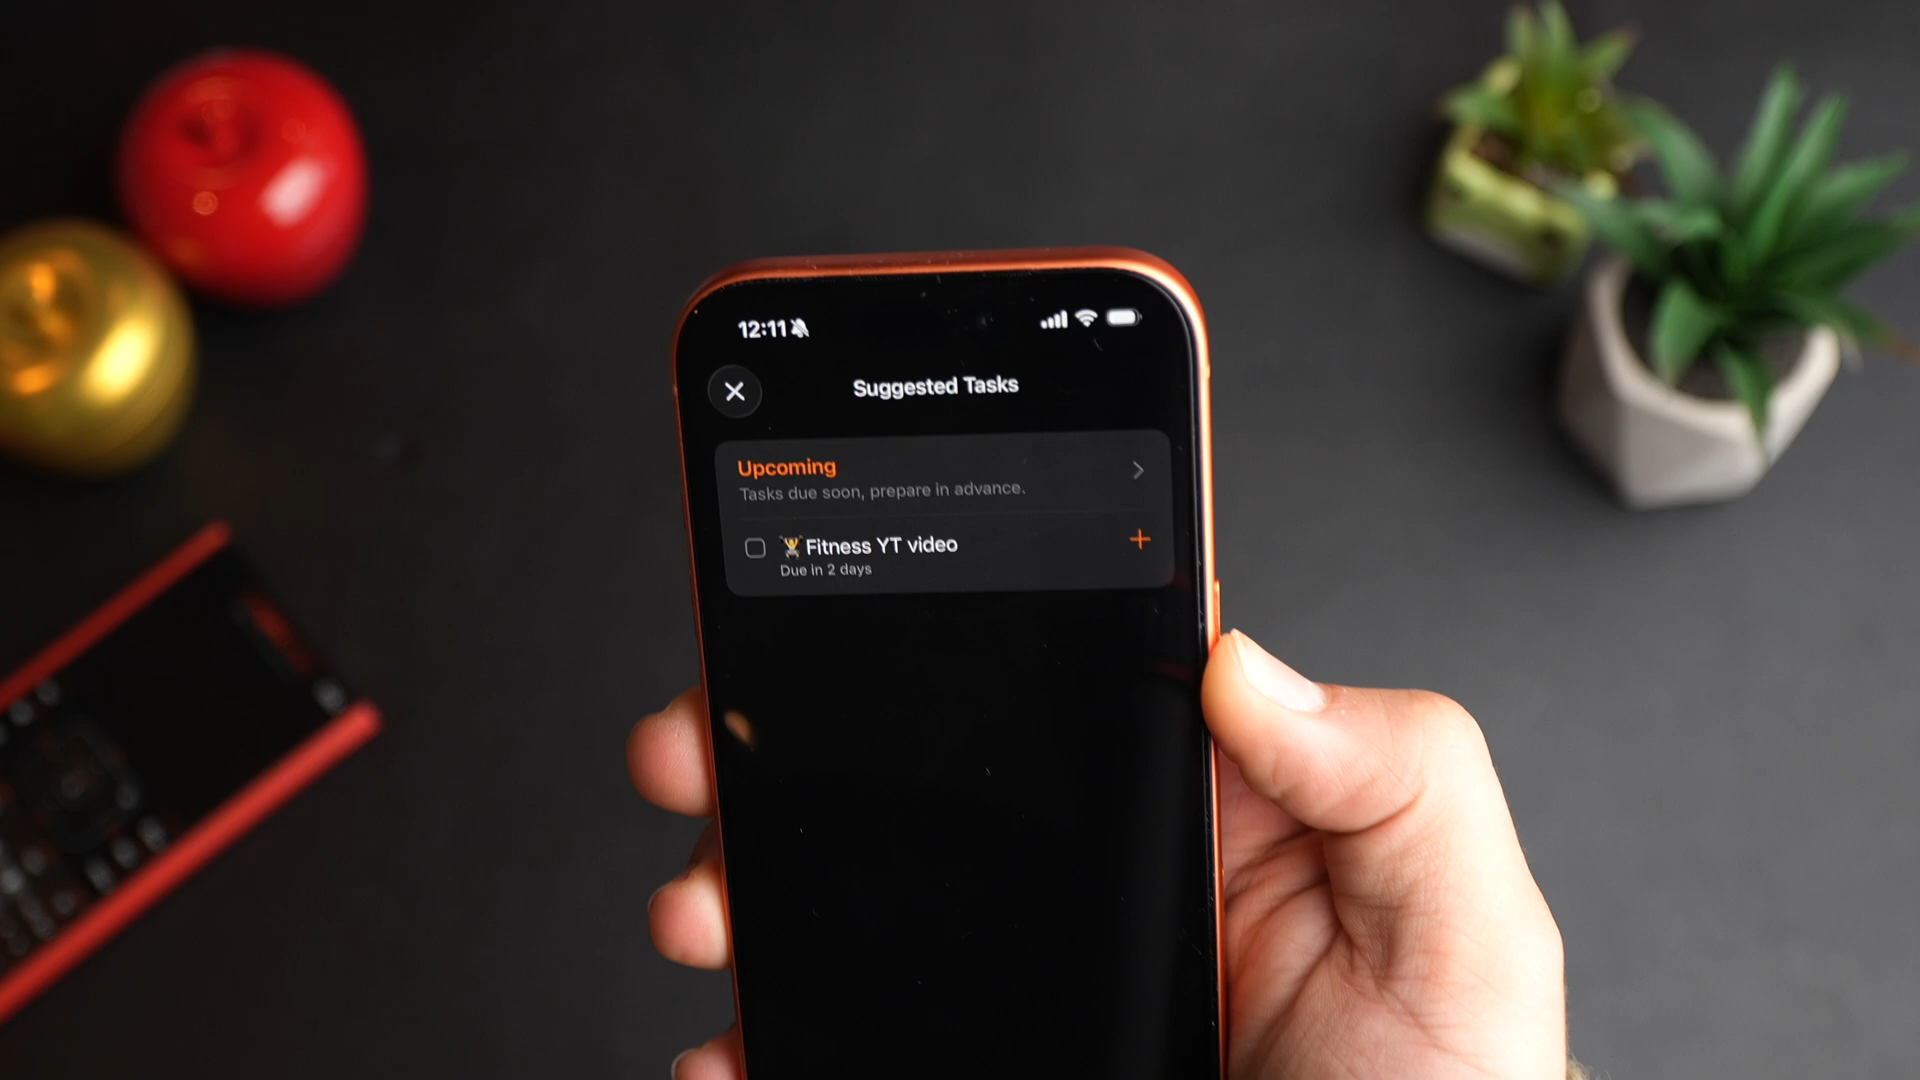 12:11
Suggested Tasks
Upcoming
Tasks due soon, prepare in advance.
🏋️Fitness YT video
Due in 2 days